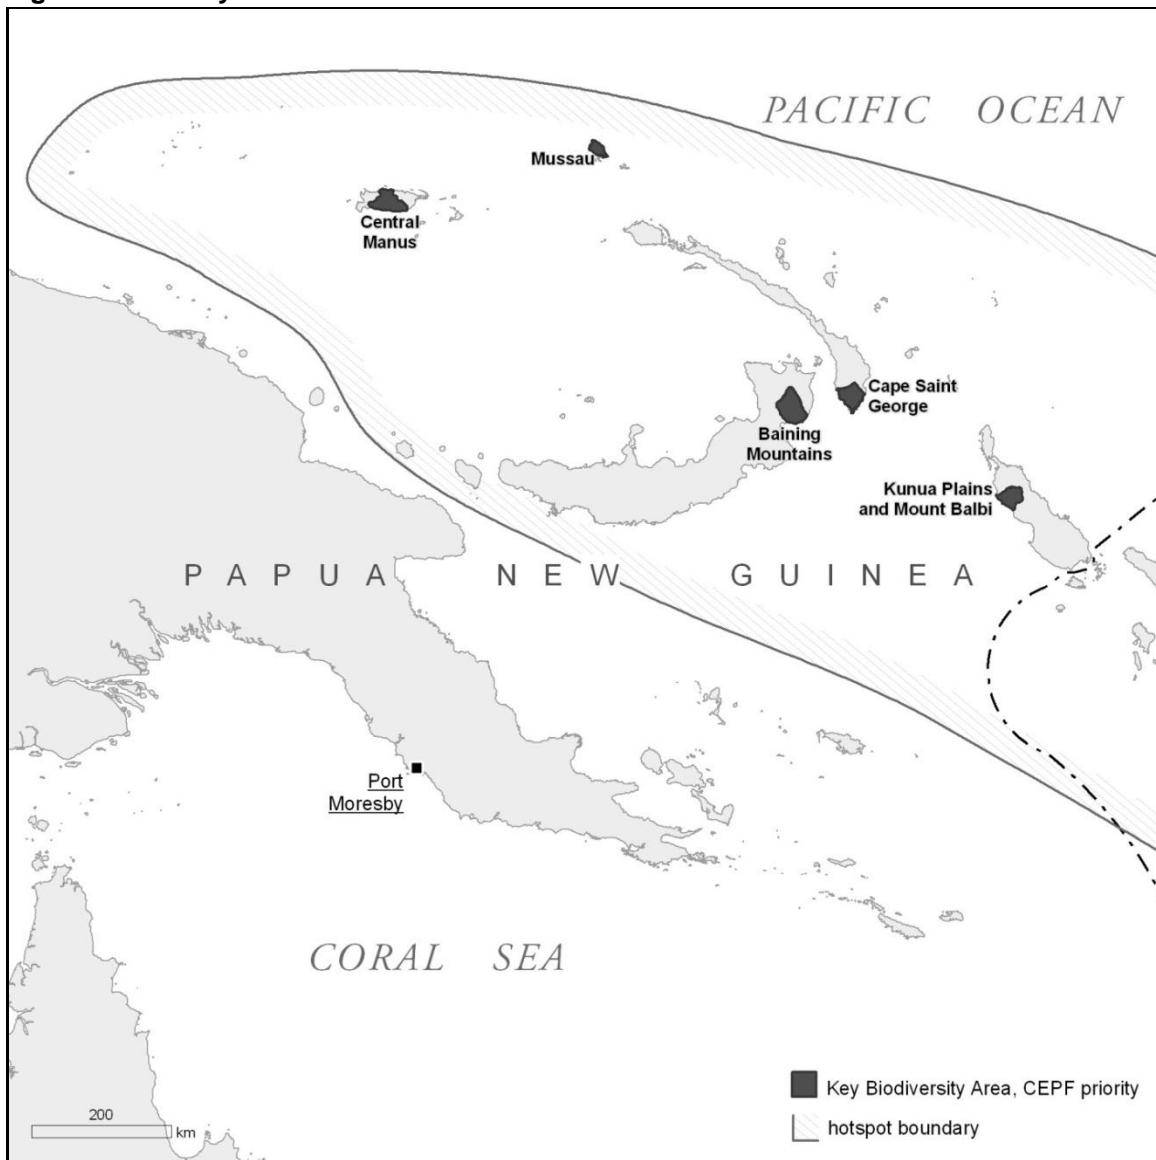 PACIFIC OCEAN
Mussau
Central
Manus
Cape Saint
George
Baining
Mountains
Kunua Plains
and Mount Balbi
PAPUA NEW GUINEA
Port
Moresby
CORAL SEA
Key Biodiversity Area, CEPF priority
hotspot boundary
200
km